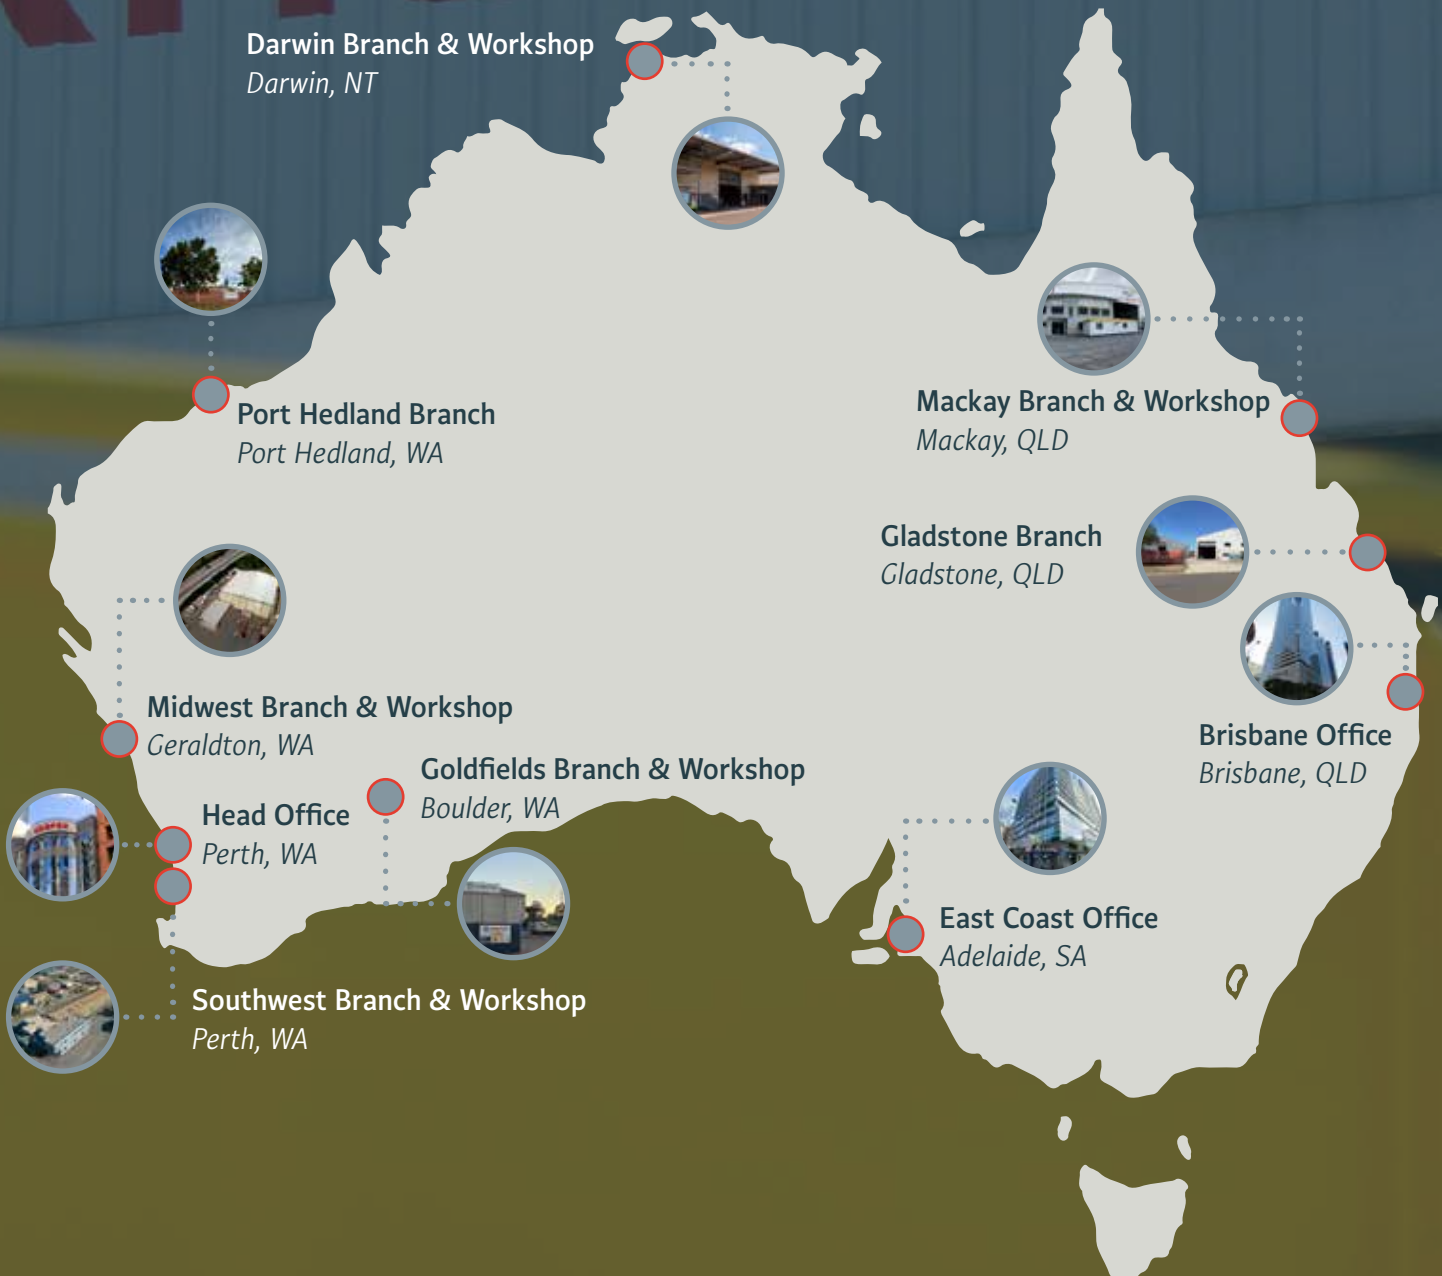 Darwin Branch & Workshop
Darwin, NT
Port Hedland Branch
Port Hedland, WA
Mackay Branch & Workshop
Mackay, QLD
Gladstone Branch
Gladstone, QLD
Midwest Branch & Workshop
Geraldton, WA
Brisbane Office
Brisbane, QLD
Goldfields Branch & Workshop
Boulder, WA
Head Office
Perth, WA
East Coast Office
Adelaide, SA
Southwest Branch & Workshop
Perth, WA